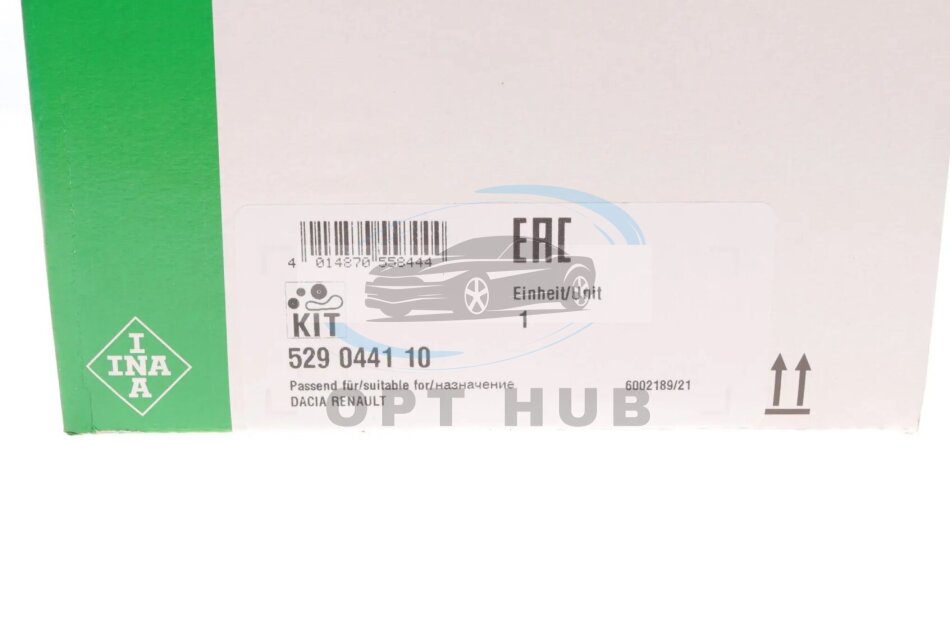 4 014870 558444
EAC
Einheit/Unit
1
KIT
529 0441 10
Passend für/suitable for/назначение
DACIA RENAULT
6002189/21
INA
INA
OPT HUB